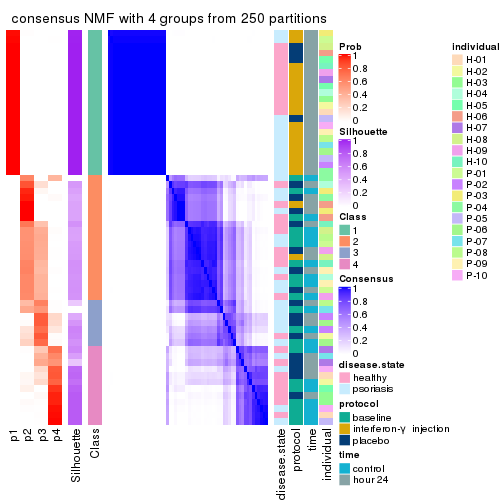 consensus NMF with 4 groups from 250 partitions
Prob
1
0.8
0.6
0.4
0.2
0
Silhouette
1
0.8
0.6
0.4
0.2
0
Class
1
2
3
4
Consensus
1
0.8
0.6
0.4
0.2
0
disease.state
healthy
psoriasis
protocol
baseline
interferon-γ injection
placebo
time
control
hour 24
individual
H-01
H-02
H-03
H-04
H-05
H-06
H-07
H-08
H-09
H-10
P-01
P-02
P-03
P-04
P-05
P-06
P-07
P-08
P-09
P-10
p1
p2
p3
p4
Silhouette
Class
disease.state
protocol
time
individual